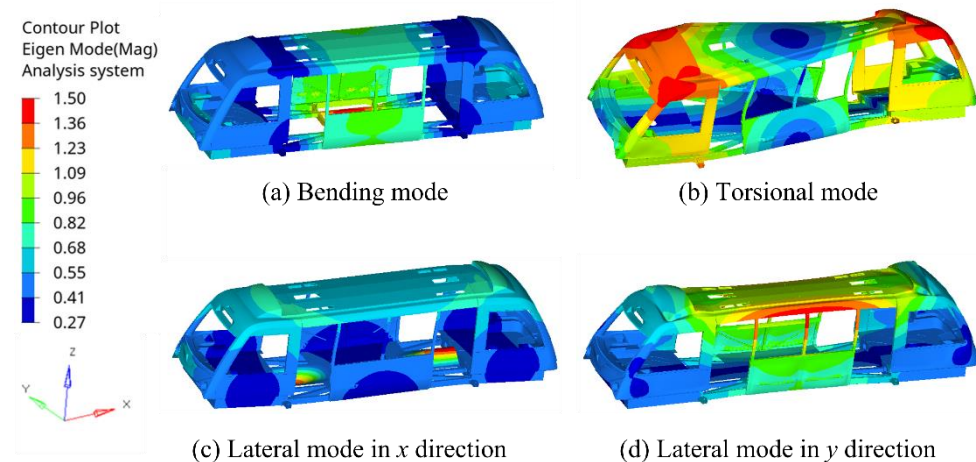 Contour Plot
Eigen Mode(Mag)
Analysis system
1.50
1.36
1.23
1.09
0.96
0.82
0.68
0.55
0.41
0.27
Z
Y
X
(a) Bending mode
(b) Torsional mode
(c) Lateral mode in x direction
(d) Lateral mode in y direction